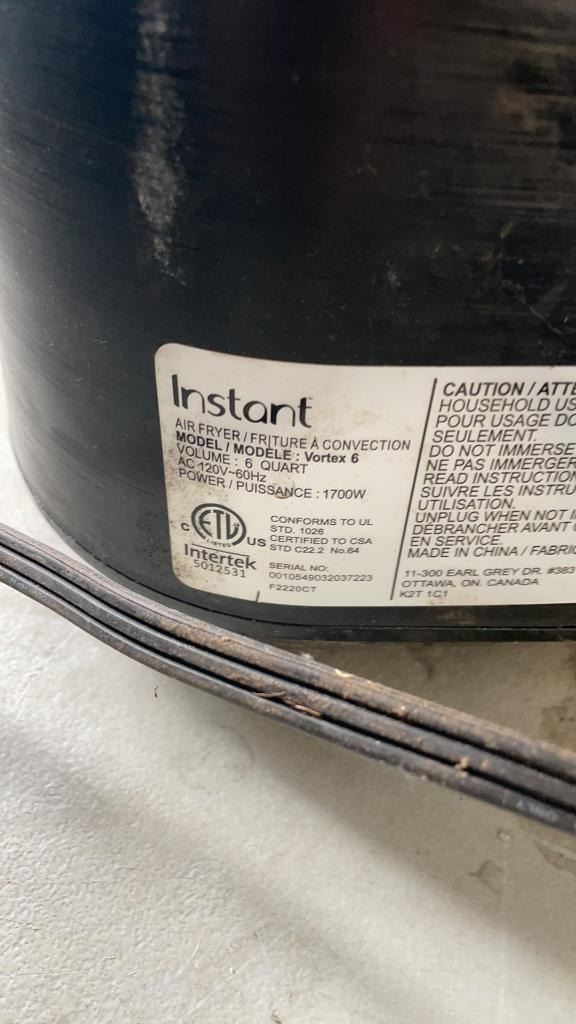 Instant
AIR FRYER / FRITURE À CONVECTION
MODEL / MODÈLE : Vortex 6
VOLUME : 6 QUART
AC 120V~60Hz
POWER / PUISSANCE : 1700W
C ETL US
LISTED
Intertek
5012531
CONFORMS TO UL
STD. 1026
CERTIFIED TO CSA
STD C22.2 No.64
SERIAL NO:
0010549032037223
F2220CT
CAUTION / ATTE
HOUSEHOLD US
POUR USAGE DO
SEULEMENT.
DO NOT IMMERSE
NE PAS IMMERGER
READ INSTRUCTION
SUIVRE LES INSTRU
UTILISATION.
UNPLUG WHEN NOT I
DÉBRANCHER AVANT
EN SERVICE.
MADE IN CHINA / FABRI
11-300 EARL GREY DR. #383
OTTAWA, ON. CANADA
K2T 1C1